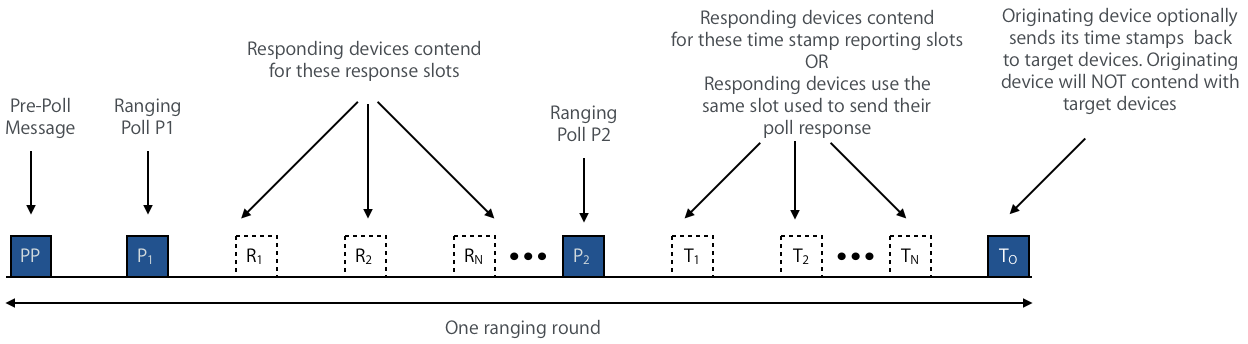 Responding devices contend
for these response slots
Responding devices contend
for these time stamp reporting slots
OR
Responding devices use the
same slot used to send their
poll response
Originating device optionally
sends its time stamps back
to target devices. Originating
device will NOT contend with
target devices
Pre-Poll
Message
Ranging
Poll P1
Ranging
Poll P2
PP
P1
R1
R2
RN
P2
T1
T2
TN
TO
One ranging round